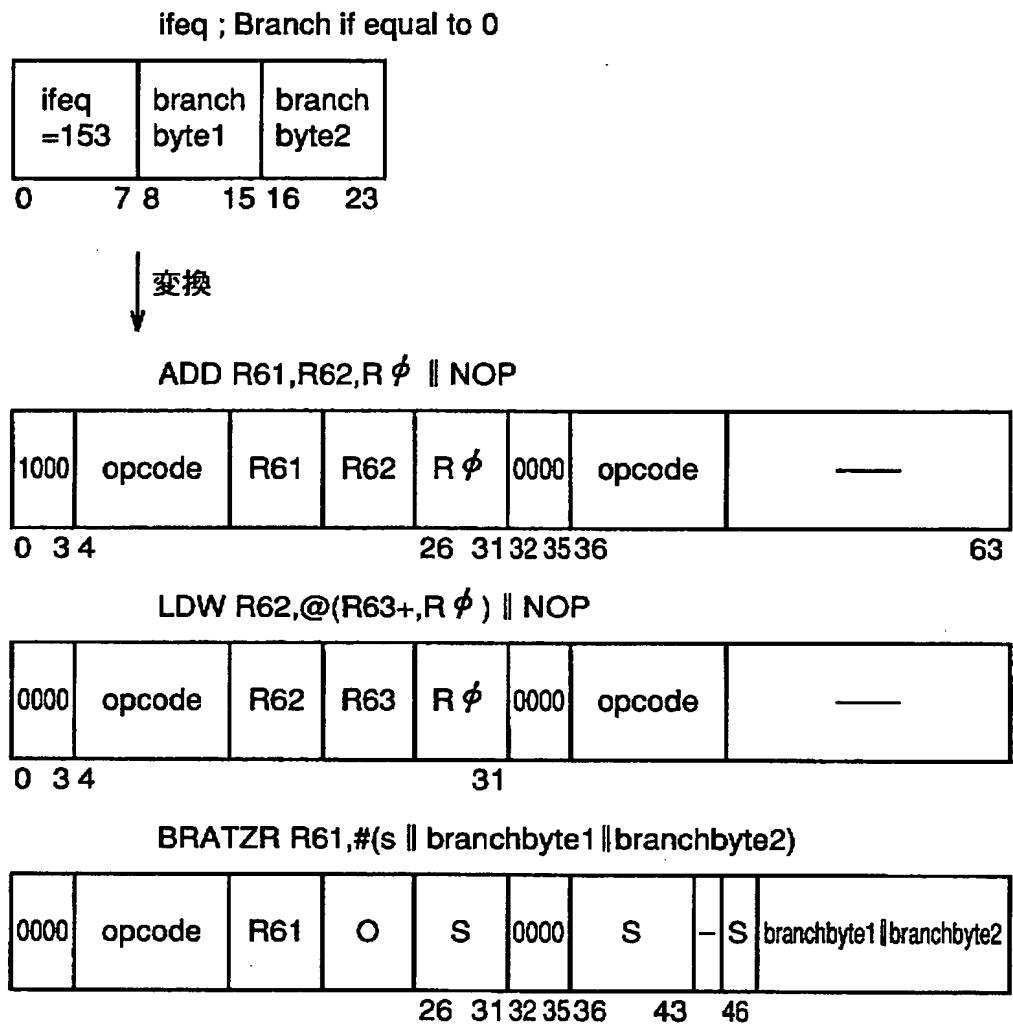 ifeq ; Branch if equal to 0
ifeq =153 branch byte1 branch byte2
0 7 8 15 16 23
変換
ADD R61,R62,Rϕ ‖ NOP
1000 opcode R61 R62 Rϕ 0000 opcode ―
0 3 4 26 31 32 35 36 63
LDW R62,@(R63+,Rϕ) ‖ NOP
0000 opcode R62 R63 Rϕ 0000 opcode ―
0 3 4 31
BRATZR R61,#(s ‖ branchbyte1‖branchbyte2)
0000 opcode R61 O S 0000 S – S branchbyte1‖branchbyte2
26 31 32 35 36 43 46